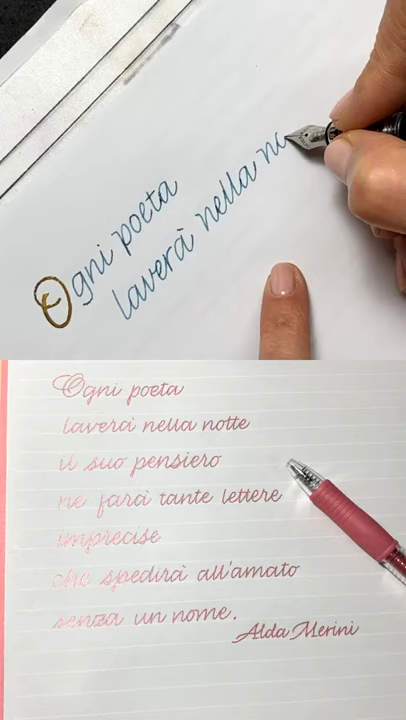 Ogni poeta
laverà nella no
Ogni poeta
laverà nella notte
il suo pensiero
ne farà tante lettere
imprecise
che spedirà all'amato
senza un nome.
Alda Merini